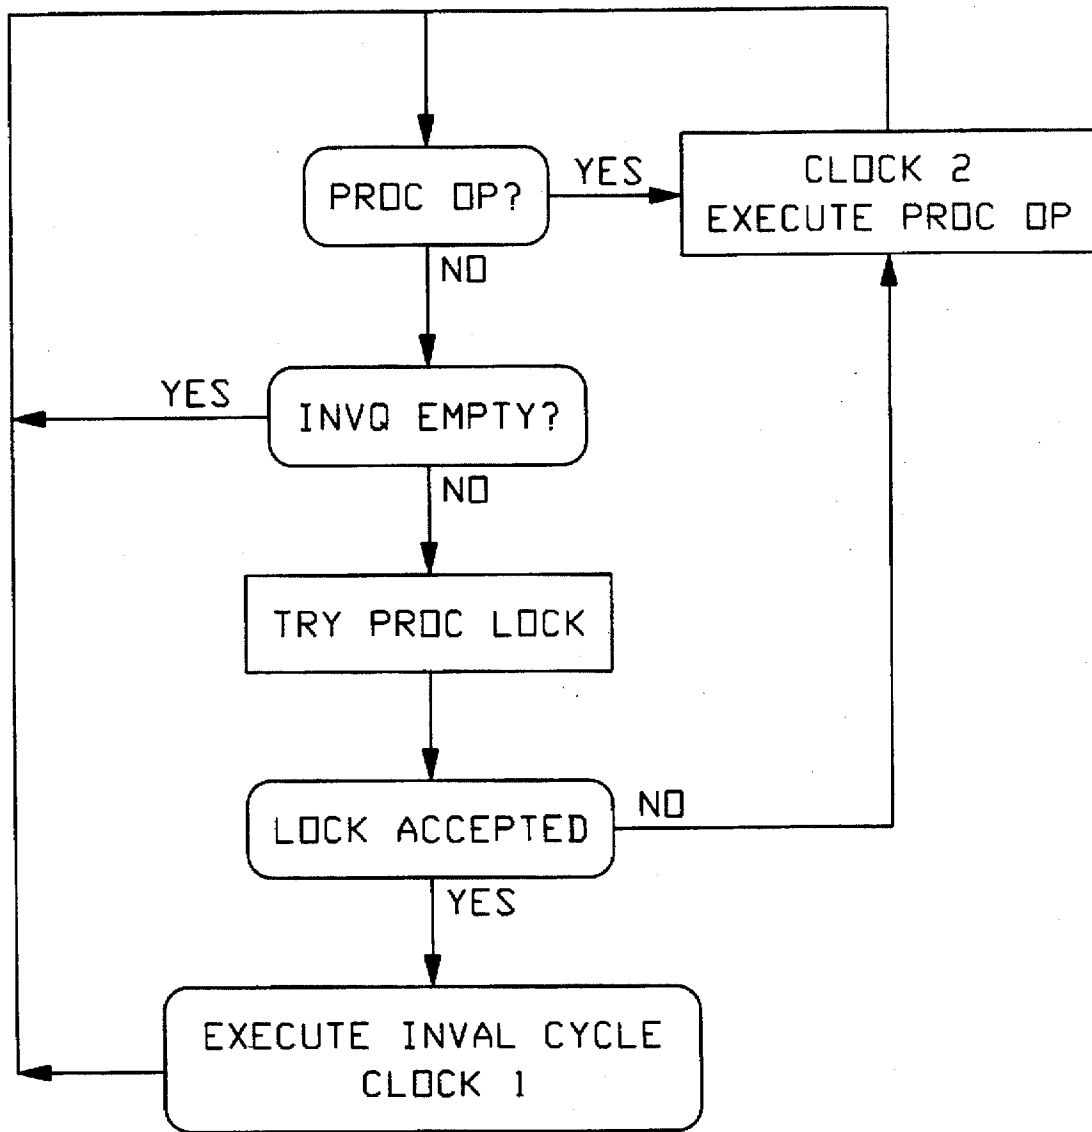 PROC OP?
YES
CLOCK 2
EXECUTE PROC OP
NO
YES
INVQ EMPTY?
NO
TRY PROC LOCK
LOCK ACCEPTED
NO
YES
EXECUTE INVAL CYCLE
CLOCK 1